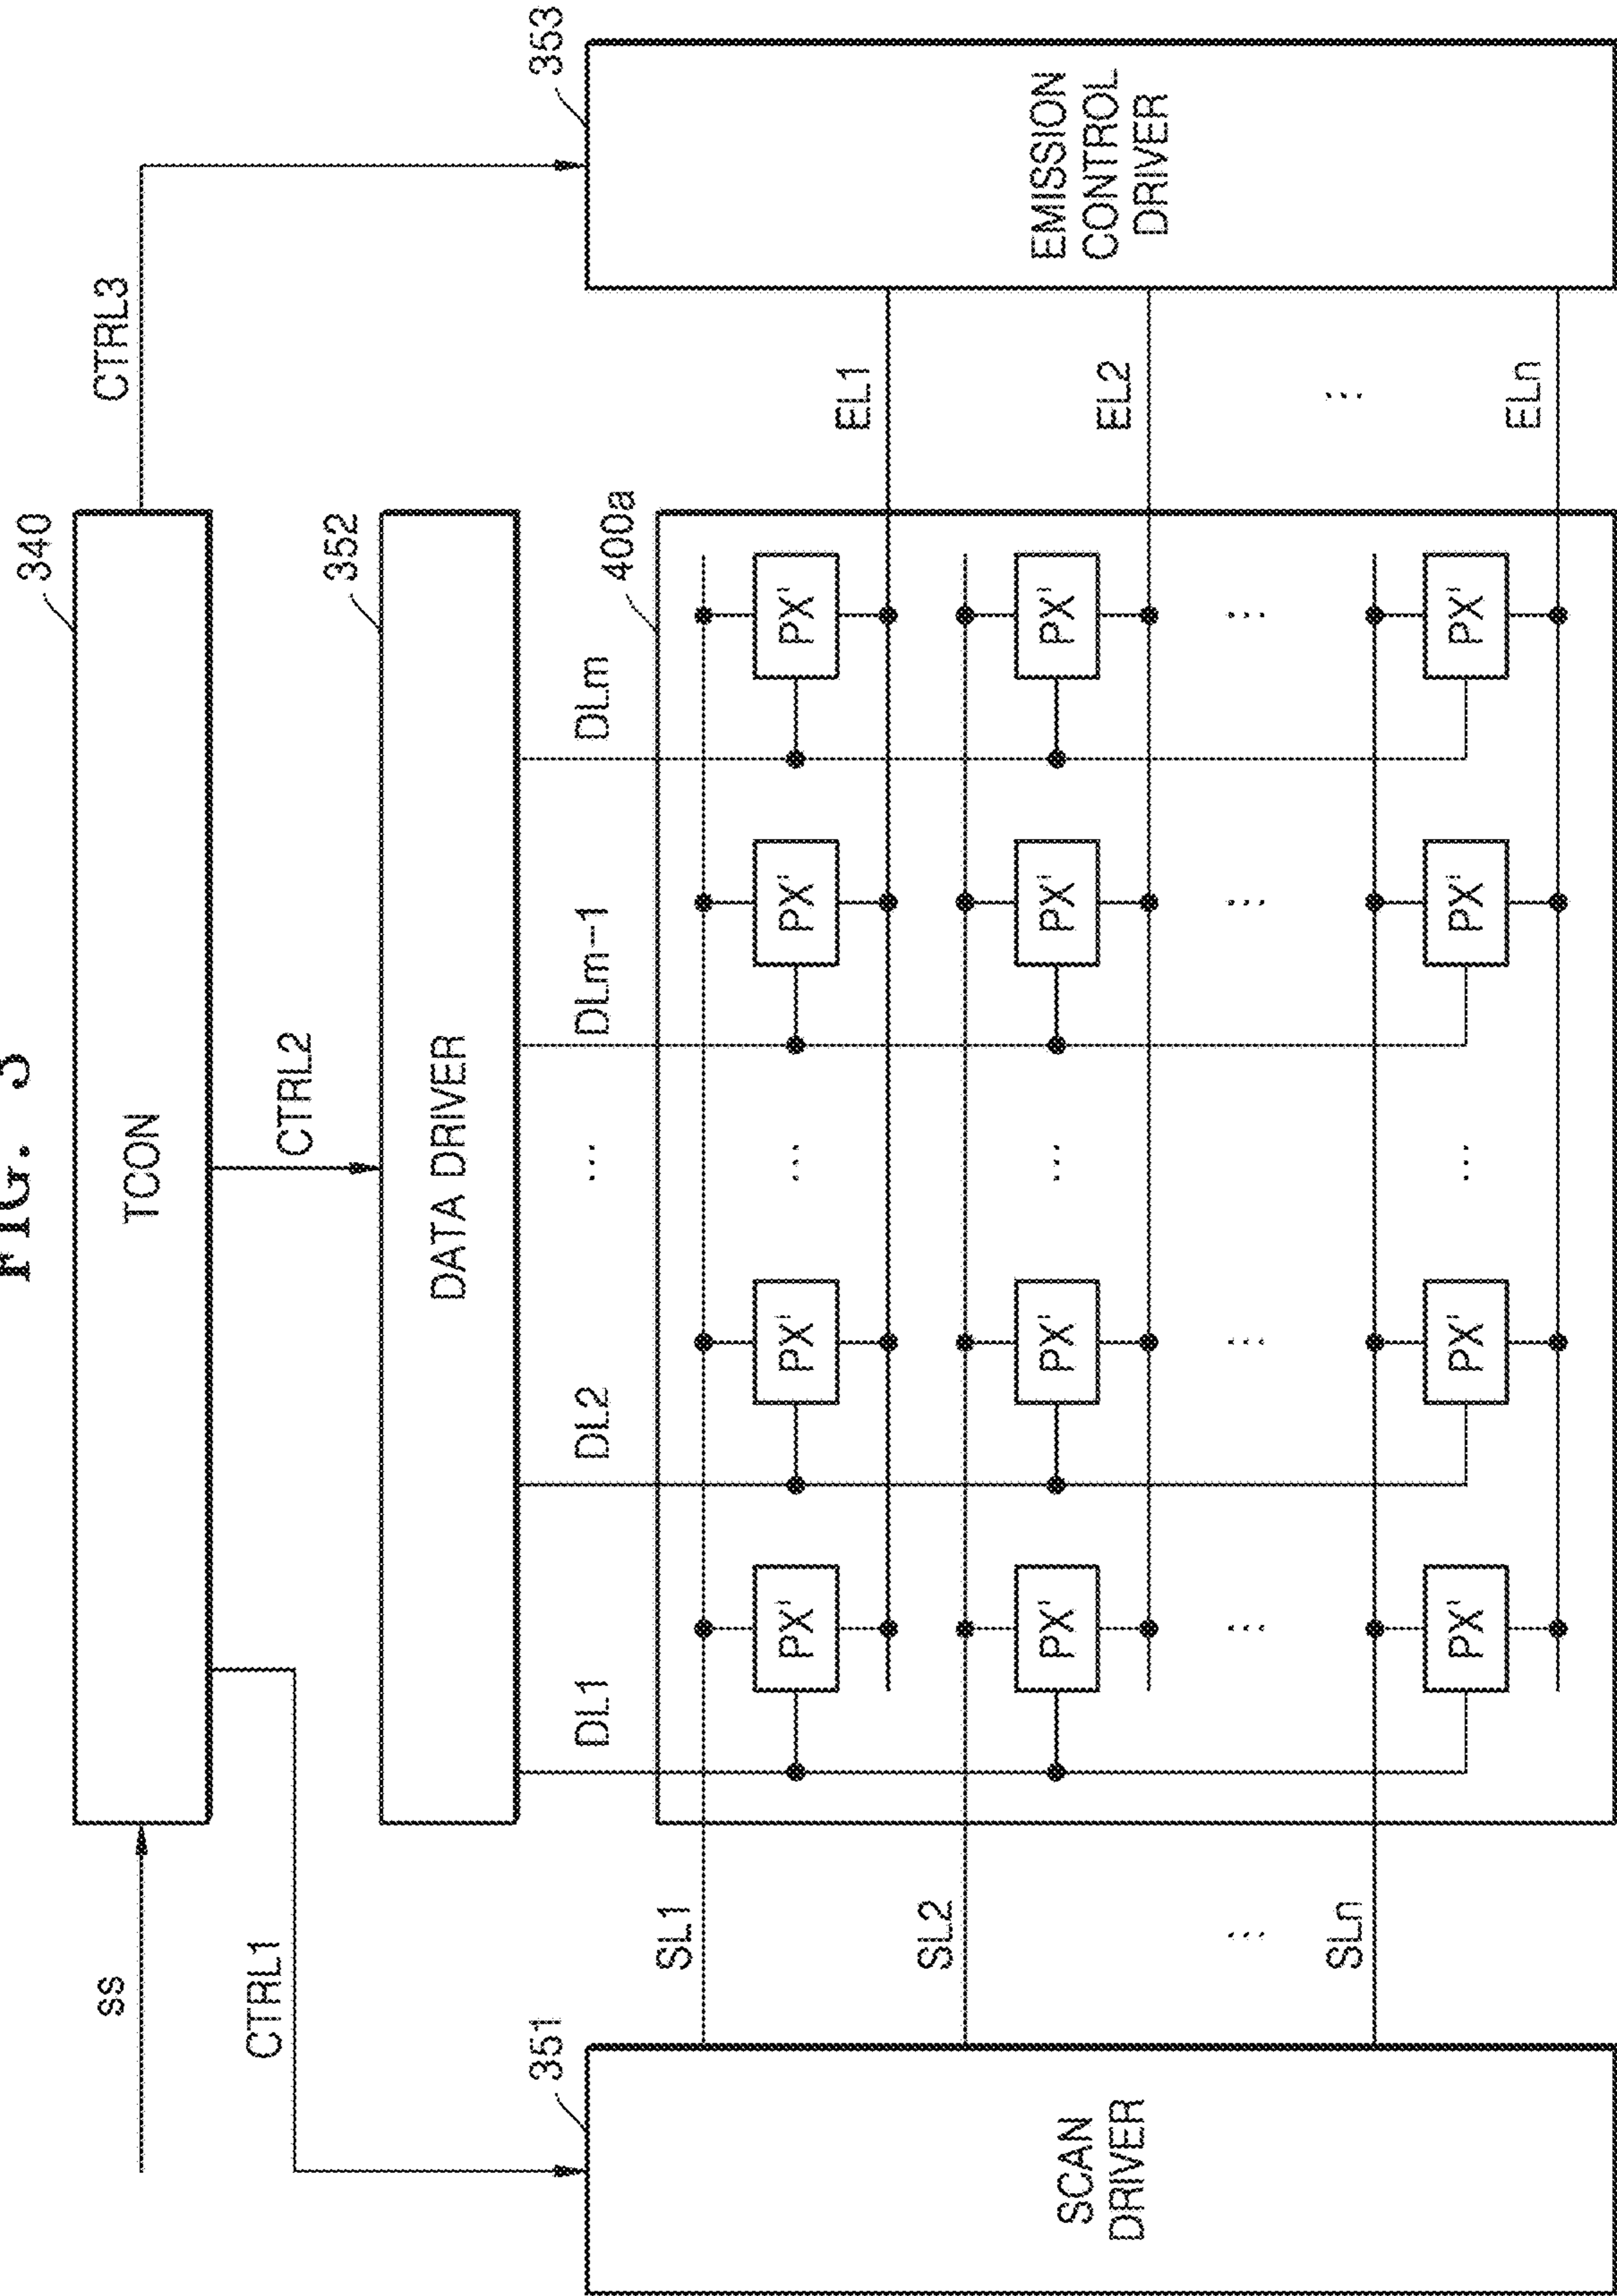 FIG. 3
340
TCON
SS
CTRL1
CTRL2
CTRL3
352
DATA DRIVER
351
SCAN
DRIVER
353
EMISSION
CONTROL
DRIVER
400a
DL1
DL2
...
DLm-1
DLm
SL1
PX'
PX'
...
PX'
PX'
EL1
SL2
PX'
PX'
...
PX'
PX'
EL2
...
...
...
...
...
...
SLn
PX'
PX'
...
PX'
PX'
ELn